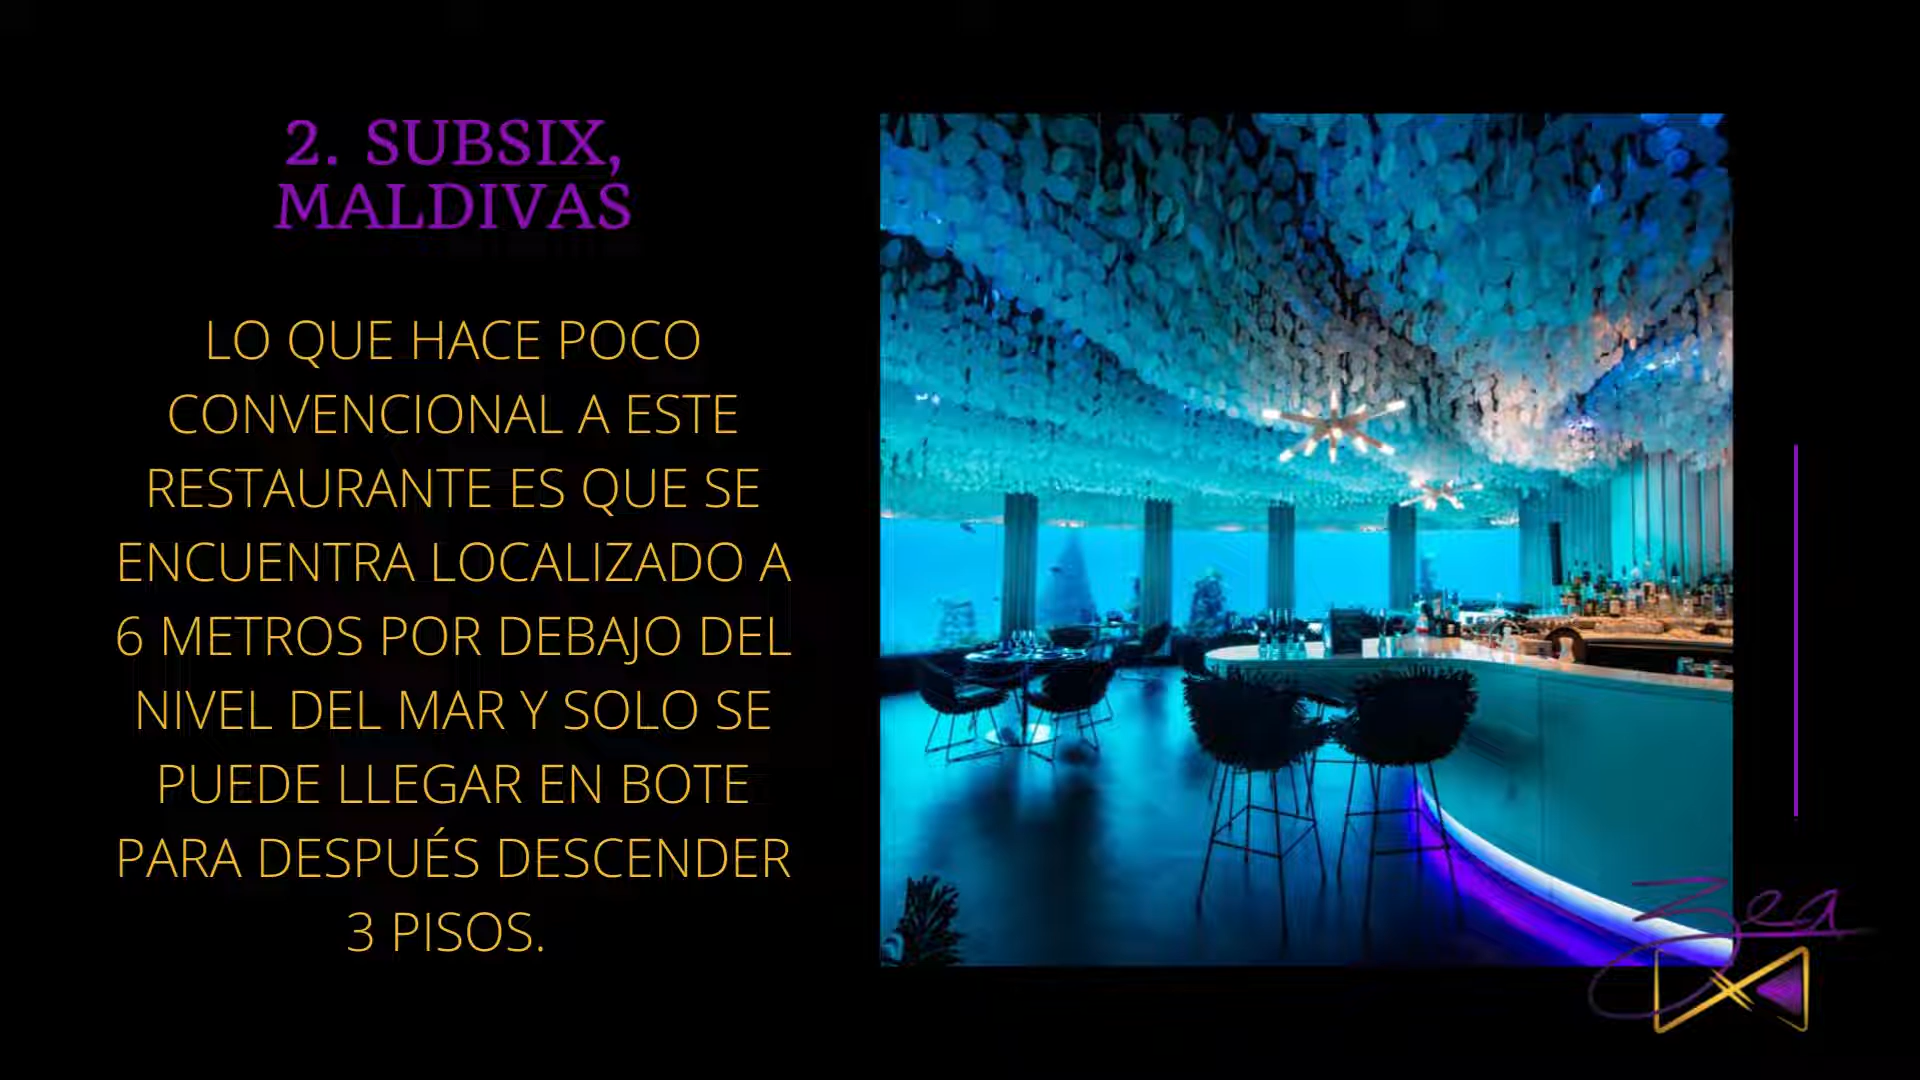 2. SUBSIX,
MALDIVAS
LO QUE HACE POCO
CONVENCIONAL A ESTE
RESTAURANTE ES QUE SE
ENCUENTRA LOCALIZADO A
6 METROS POR DEBAJO DEL
NIVEL DEL MAR Y SOLO SE
PUEDE LLEGAR EN BOTE
PARA DESPUÉS DESCENDER
3 PISOS.
Zea